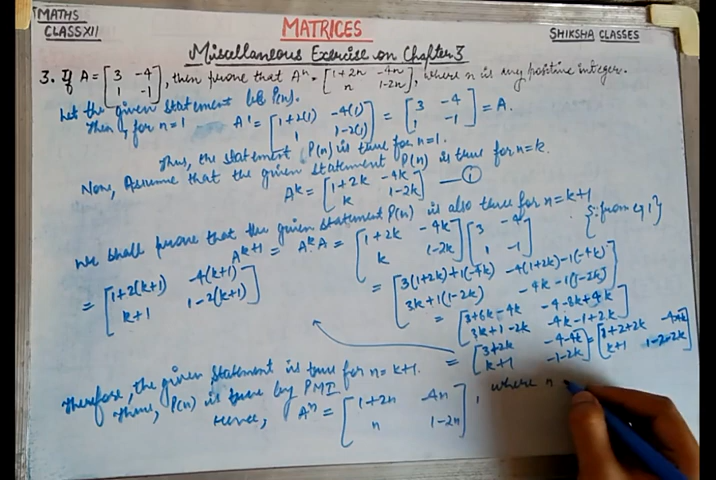 MATHS
CLASS XII
MATRICES
SHIKSHA CLASSES
Miscellaneous Exercise on Chapter 3
3. If A = [3 -4; 1 -1], then prove that Aⁿ = [1+2n -4n; n 1-2n], where n is any positive integer.
Let the given statement be P(n).
Then, for n=1 A¹ = [1+2(1) -4(1); 1 1-2(1)] = [3 -4; 1 -1] = A.
Thus, the statement P(n) is true for n=1.
Now, Assume that the given statement P(n) is true for n=k.
Aᵏ = [1+2k -4k; k 1-2k] — ①
We shall prove that the given statement P(n) is also true for n=k+1
Aᵏ⁺¹ = Aᵏ.A = [1+2k -4k; k 1-2k] [3 -4; 1 -1] {∵ from eq 1}
= [3(1+2k)+1(-4k) -4(1+2k)-1(-4k); 3k+1(1-2k) -4k-1(1-2k)]
= [3+6k-4k -4-8k+4k; 3k+1-2k -4k-1+2k]
= [3+2k -4-4k; k+1 -1-2k] = [1+2+2k -4-4k; k+1 1-2-2k]
= [1+2(k+1) -4(k+1); k+1 1-2(k+1)]
Therefore, the given statement is true for n=k+1.
Thus, P(n) is true by PMI
Hence, Aⁿ = [1+2n -4n; n 1-2n], where n